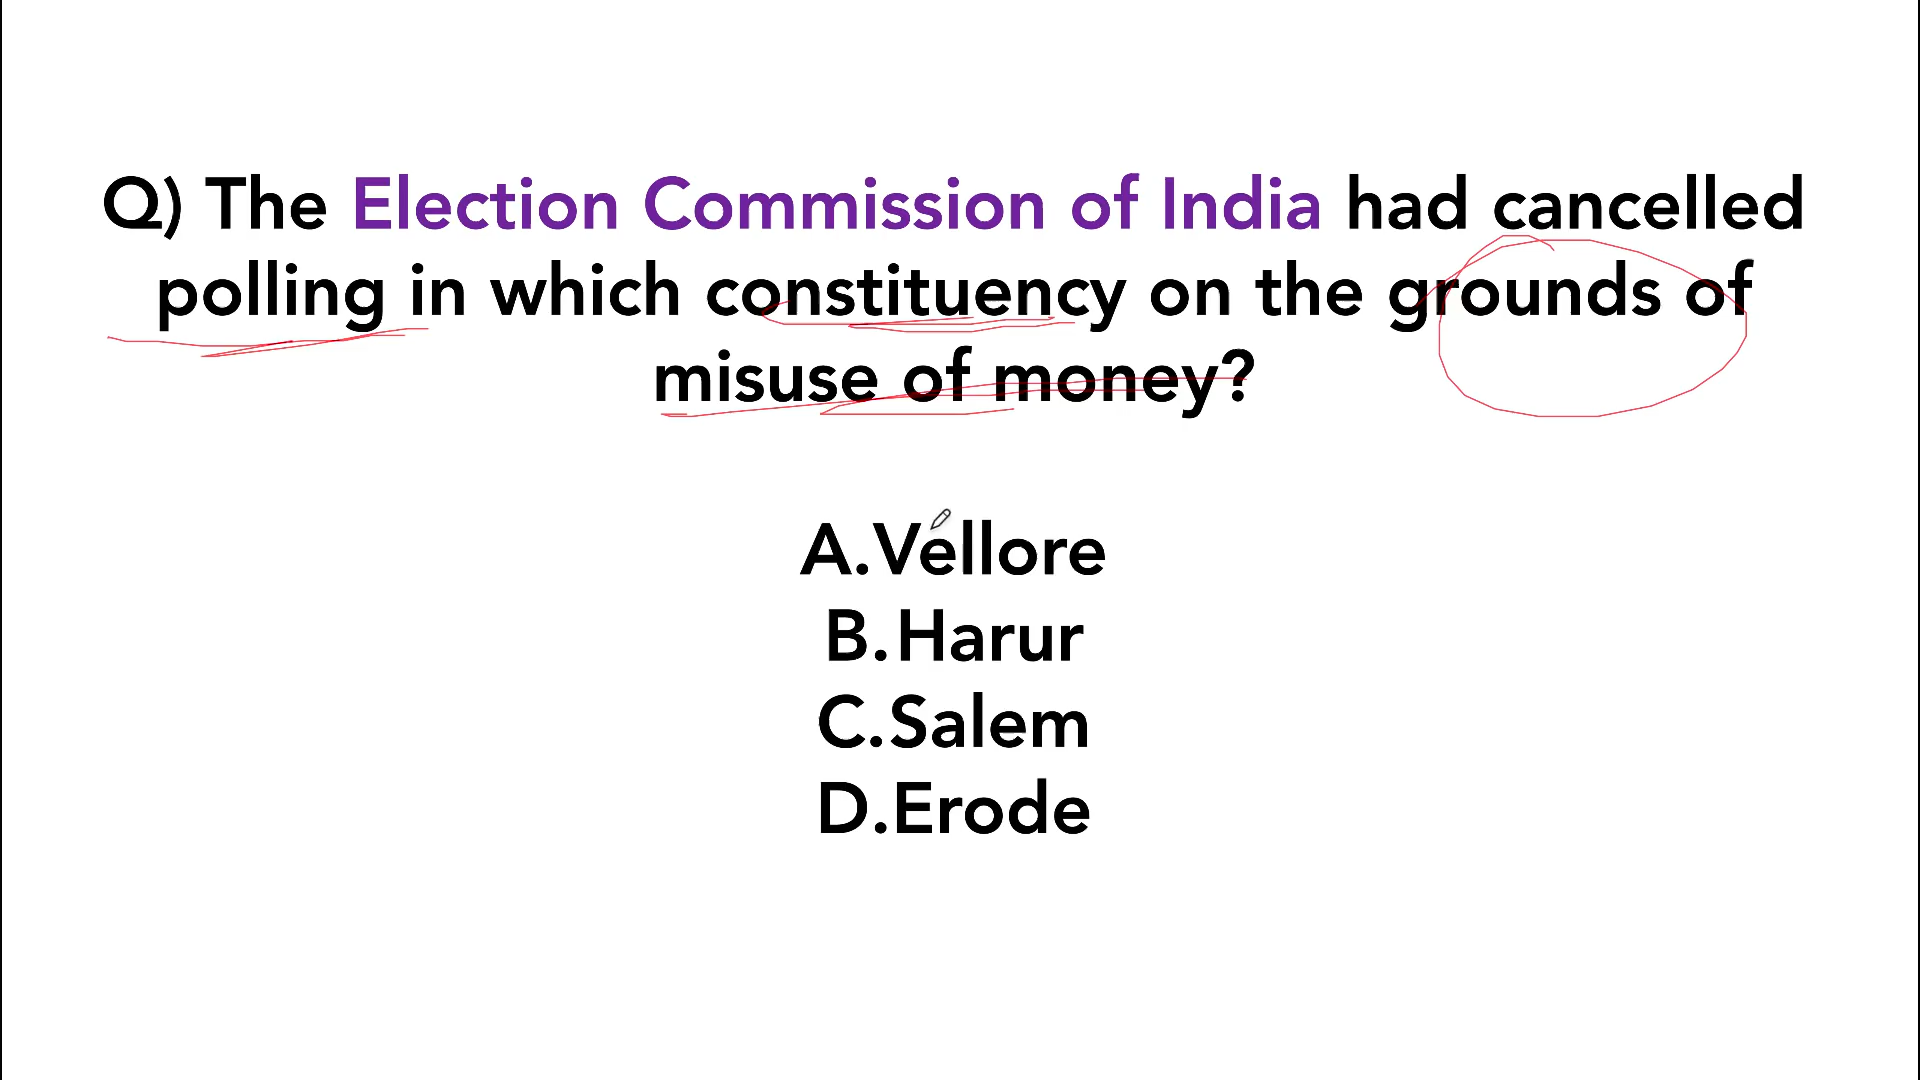 Q) The Election Commission of India had cancelled
polling in which constituency on the grounds of
misuse of money?
A.Vellore
B.Harur
C.Salem
D.Erode